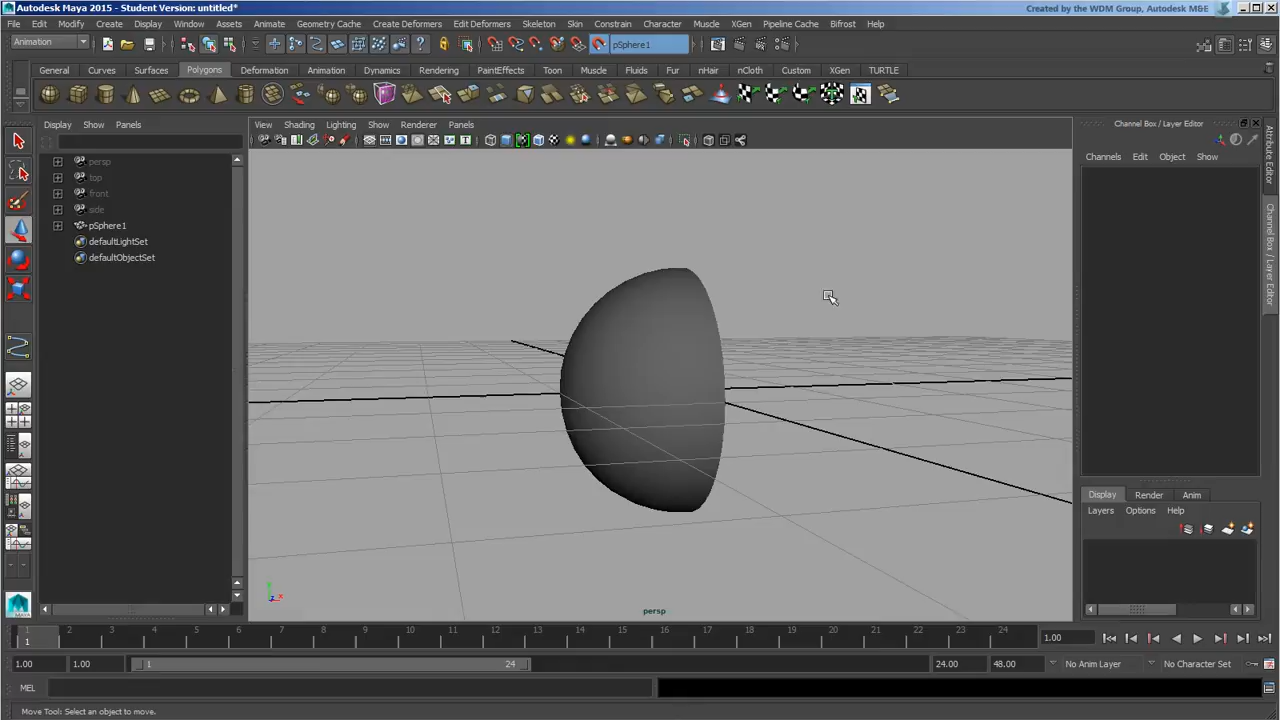 Autodesk Maya 2015 - Student Version: untitled*
Created by the WDM Group, Autodesk M&E
File Edit Modify Create Display Window Assets Animate Geometry Cache Create Deformers Edit Deformers Skeleton Skin Constrain Character Muscle XGen Pipeline Cache Bifrost Help
Animation
pSphere1
General Curves Surfaces Polygons Deformation Animation Dynamics Rendering PaintEffects Toon Muscle Fluids Fur nHair nCloth Custom XGen TURTLE
Display Show Panels
View Shading Lighting Show Renderer Panels
Channel Box / Layer Editor
Channels Edit Object Show
persp
top
front
side
pSphere1
defaultLightSet
defaultObjectSet
Attribute Editor
Channel Box / Layer Editor
Display Render Anim
Layers Options Help
persp
1 2 3 4 5 6 7 8 9 10 11 12 13 14 15 16 17 18 19 20 21 22 23 24
1
1.00
1.00 1.00 1 24 24.00 48.00 No Anim Layer No Character Set
MEL
Move Tool: Select an object to move.